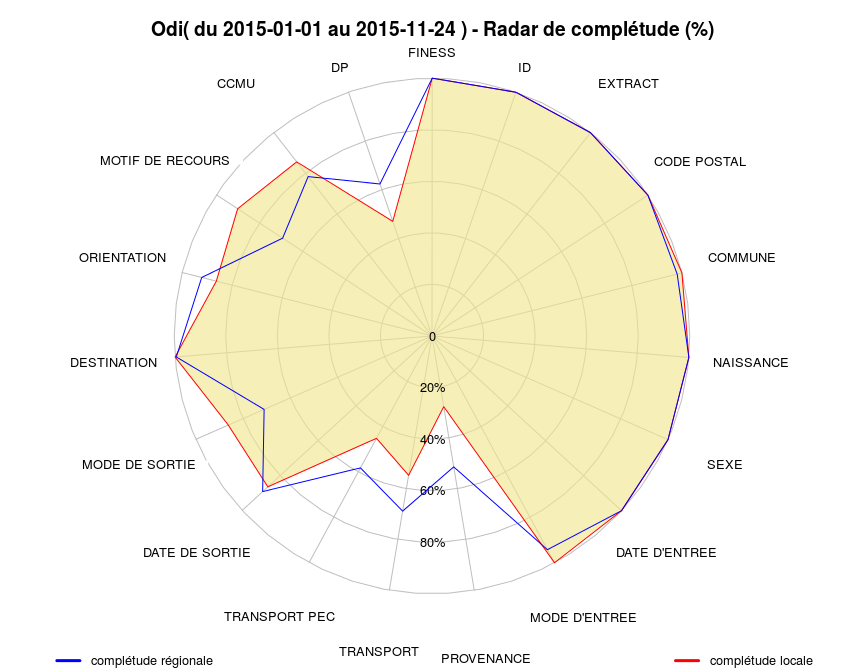 Odi( du 2015-01-01 au 2015-11-24 ) - Radar de complétude (%)
FINESS
DP
ID
CCMU
EXTRACT
MOTIF DE RECOURS
CODE POSTAL
ORIENTATION
COMMUNE
0
DESTINATION
NAISSANCE
20%
40%
MODE DE SORTIE
SEXE
60%
80%
DATE DE SORTIE
DATE D'ENTREE
TRANSPORT PEC
MODE D'ENTREE
TRANSPORT
PROVENANCE
complétude régionale
complétude locale